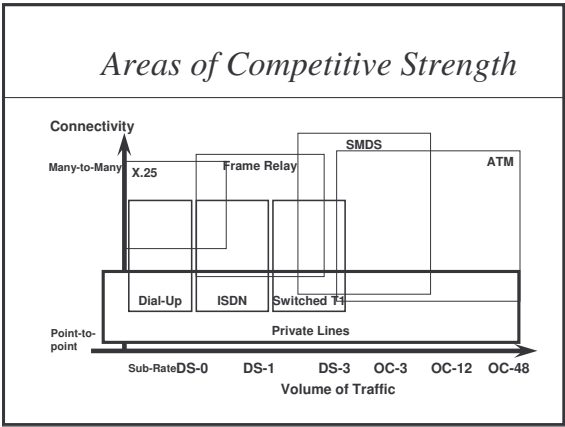 Areas of Competitive Strength
Connectivity
SMDS
Many-to-Many
X.25
Frame Relay
ATM
Dial-Up
ISDN
Switched T1
Private Lines
Point-to-
point
Sub-Rate DS-0 DS-1 DS-3 OC-3 OC-12 OC-48
Volume of Traffic